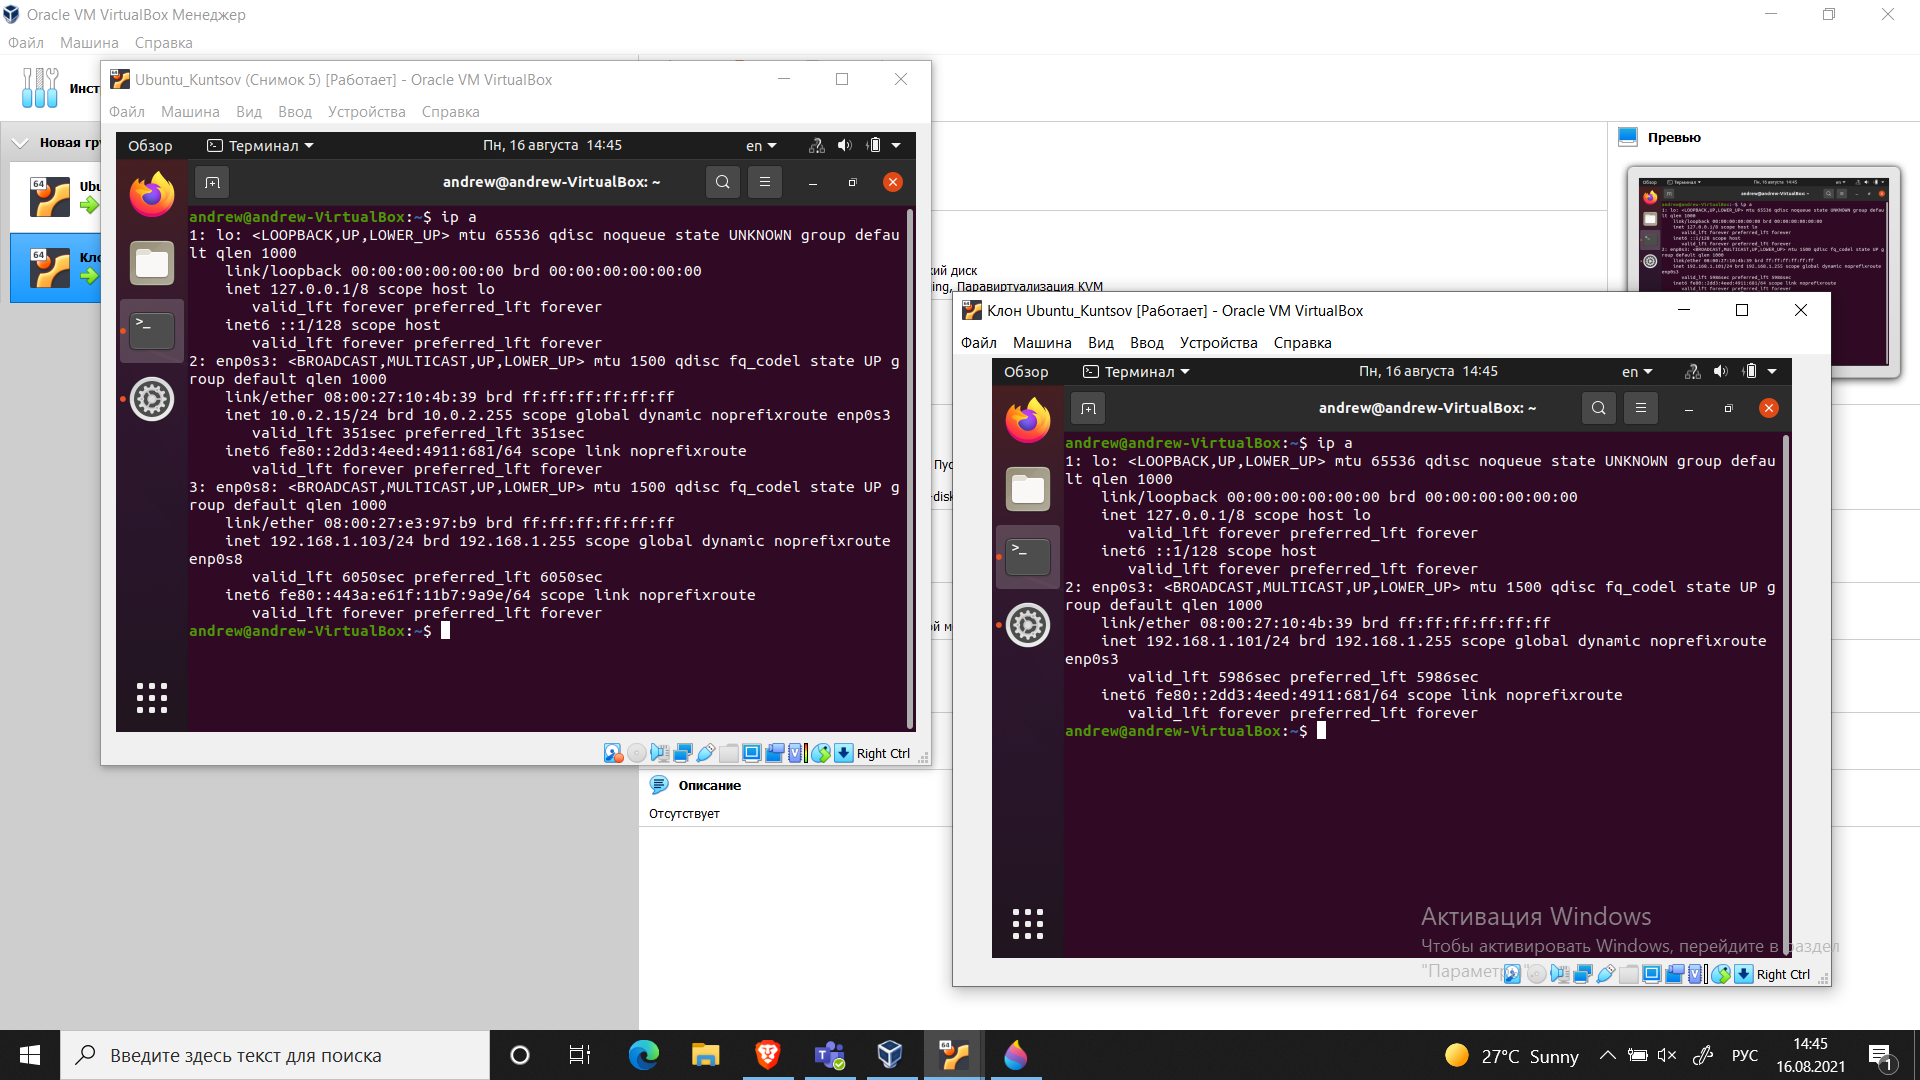 Oracle VM VirtualBox Менеджер
Файл Машина Справка
Инст
Новая гру
64 Ubu
64 Кло
Ubuntu_Kuntsov (Снимок 5) [Работает] - Oracle VM VirtualBox
Файл Машина Вид Ввод Устройства Справка
Обзор Терминал Пн, 16 августа 14:45 en
andrew@andrew-VirtualBox: ~
andrew@andrew-VirtualBox:~$ ip a
1: lo: <LOOPBACK,UP,LOWER_UP> mtu 65536 qdisc noqueue state UNKNOWN group defau
lt qlen 1000
link/loopback 00:00:00:00:00:00 brd 00:00:00:00:00:00
inet 127.0.0.1/8 scope host lo
valid_lft forever preferred_lft forever
inet6 ::1/128 scope host
valid_lft forever preferred_lft forever
2: enp0s3: <BROADCAST,MULTICAST,UP,LOWER_UP> mtu 1500 qdisc fq_codel state UP g
roup default qlen 1000
link/ether 08:00:27:10:4b:39 brd ff:ff:ff:ff:ff:ff
inet 10.0.2.15/24 brd 10.0.2.255 scope global dynamic noprefixroute enp0s3
valid_lft 351sec preferred_lft 351sec
inet6 fe80::2dd3:4eed:4911:681/64 scope link noprefixroute
valid_lft forever preferred_lft forever
3: enp0s8: <BROADCAST,MULTICAST,UP,LOWER_UP> mtu 1500 qdisc fq_codel state UP g
roup default qlen 1000
link/ether 08:00:27:e3:97:b9 brd ff:ff:ff:ff:ff:ff
inet 192.168.1.103/24 brd 192.168.1.255 scope global dynamic noprefixroute
enp0s8
valid_lft 6050sec preferred_lft 6050sec
inet6 fe80::443a:e61f:11b7:9a9e/64 scope link noprefixroute
valid_lft forever preferred_lft forever
andrew@andrew-VirtualBox:~$
Right Ctrl
Превью
кий диск
ing, Паравиртуализация KVM
Пус
-disk
ой м
Описание
Отсутствует
Клон Ubuntu_Kuntsov [Работает] - Oracle VM VirtualBox
Файл Машина Вид Ввод Устройства Справка
Обзор Терминал Пн, 16 августа 14:45 en
andrew@andrew-VirtualBox: ~
andrew@andrew-VirtualBox:~$ ip a
1: lo: <LOOPBACK,UP,LOWER_UP> mtu 65536 qdisc noqueue state UNKNOWN group defau
lt qlen 1000
link/loopback 00:00:00:00:00:00 brd 00:00:00:00:00:00
inet 127.0.0.1/8 scope host lo
valid_lft forever preferred_lft forever
inet6 ::1/128 scope host
valid_lft forever preferred_lft forever
2: enp0s3: <BROADCAST,MULTICAST,UP,LOWER_UP> mtu 1500 qdisc fq_codel state UP g
roup default qlen 1000
link/ether 08:00:27:10:4b:39 brd ff:ff:ff:ff:ff:ff
inet 192.168.1.101/24 brd 192.168.1.255 scope global dynamic noprefixroute
enp0s3
valid_lft 5986sec preferred_lft 5986sec
inet6 fe80::2dd3:4eed:4911:681/64 scope link noprefixroute
valid_lft forever preferred_lft forever
andrew@andrew-VirtualBox:~$
Активация Windows
Чтобы активировать Windows, перейдите в раздел
"Параметры"
Right Ctrl
Введите здесь текст для поиска
27°C Sunny
РУС
14:45
16.08.2021
1